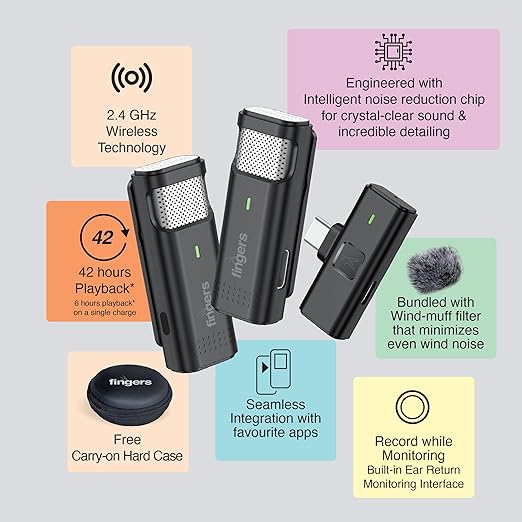 2.4 GHz
Wireless
Technology
Engineered with
Intelligent noise reduction chip
for crystal-clear sound &
incredible detailing
fingers
fingers
42
42 hours
Playback*
6 hours playback*
on a single charge
Bundled with
Wind-muff filter
that minimizes
even wind noise
fingers
Free
Carry-on Hard Case
Seamless
Integration with
favourite apps
Record while
Monitoring
Built-in Ear Return
Monitoring Interface